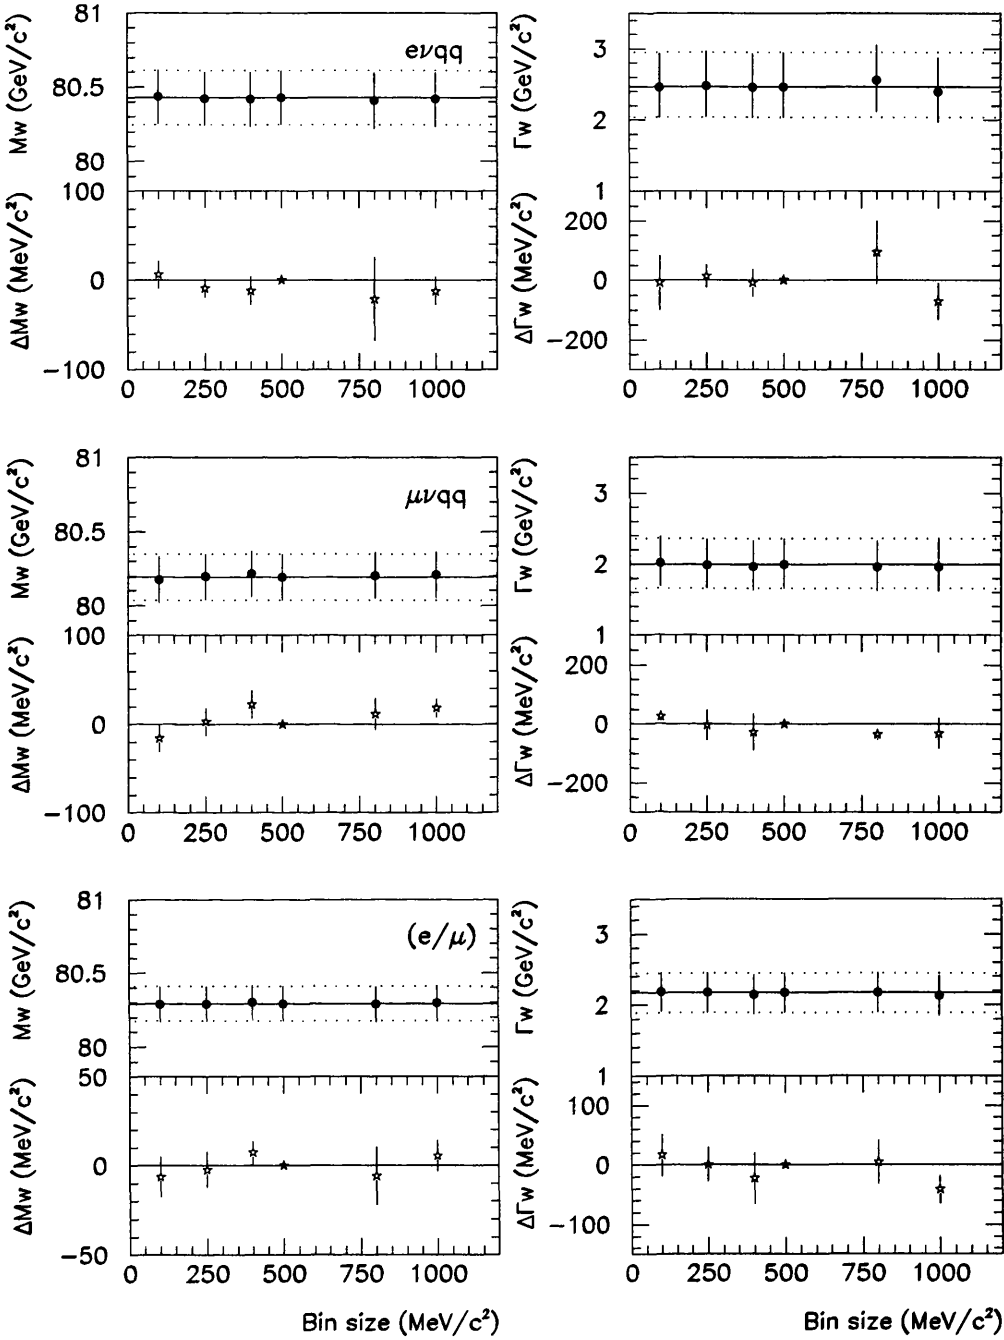 Mw (GeV/c²)
81
80.5
80
eνqq
ΔMw (MeV/c²)
100
0
−100
0 250 500 750 1000
Γw (GeV/c²)
3
2
1
ΔΓw (MeV/c²)
200
0
−200
0 250 500 750 1000
Mw (GeV/c²)
81
80.5
80
μνqq
ΔMw (MeV/c²)
100
0
−100
0 250 500 750 1000
Γw (GeV/c²)
3
2
1
ΔΓw (MeV/c²)
200
0
−200
0 250 500 750 1000
Mw (GeV/c²)
81
80.5
80
(e/μ)
ΔMw (MeV/c²)
50
0
−50
0 250 500 750 1000
Bin size (MeV/c²)
Γw (GeV/c²)
3
2
1
ΔΓw (MeV/c²)
100
0
−100
0 250 500 750 1000
Bin size (MeV/c²)